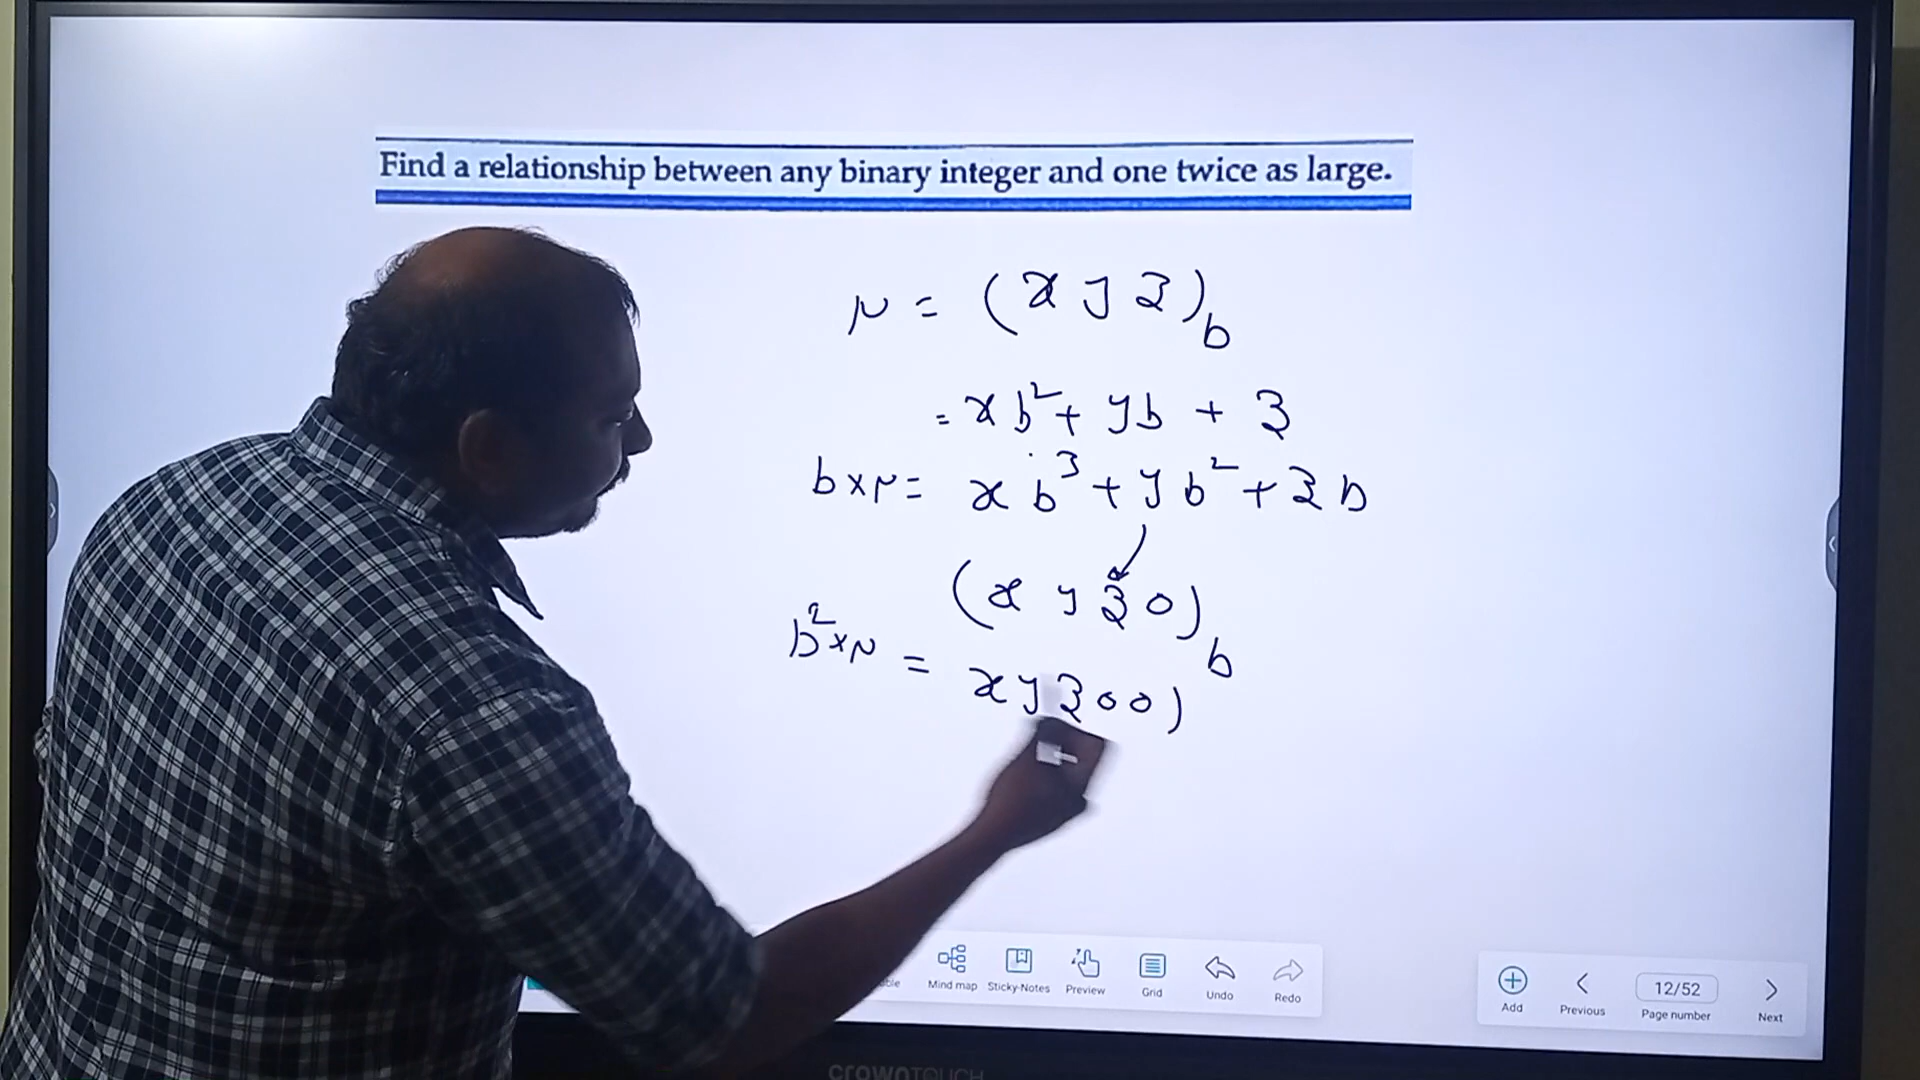 Find a relationship between any binary integer and one twice as large.
N = (x y z)b
= x b² + y b + z
b × N = x b³ + y b² + z b
(x y z 0)b
b² × N = x y z 0 0)
Mind map
Sticky-Notes
Preview
Grid
Undo
Redo
Add
Previous
12/52
Page number
Next